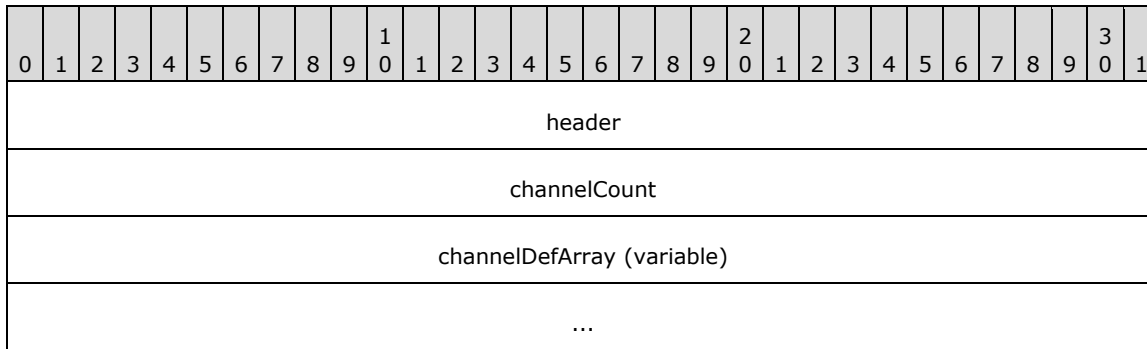 1 2 3
0 1 2 3 4 5 6 7 8 9 0 1 2 3 4 5 6 7 8 9 0 1 2 3 4 5 6 7 8 9 0 1
header
channelCount
channelDefArray (variable)
...